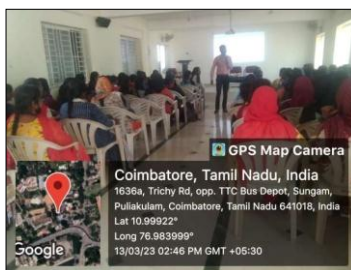 GPS Map Camera
Coimbatore, Tamil Nadu, India
1636a, Trichy Rd, opp. TTC Bus Depot, Sungam,
Puliakulam, Coimbatore, Tamil Nadu 641018, India
Lat 10.99922°
Long 76.983999°
13/03/23 02:46 PM GMT +05:30
Google